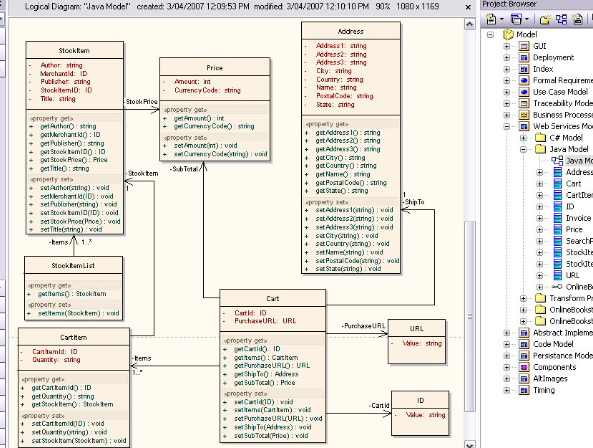 Logical Diagram: "Java Model" created: 3/04/2007 12:09:53 PM modified: 3/04/2007 12:10:10 PM 90% 1080 x 1169
StockItem
- Author: string
- MerchantId: ID
- Publisher: string
- StockItemID: ID
- Title: string
«property get»
+ getAuthor() : string
+ getMerchantId() : ID
+ getPublisher() : string
+ getStockItemID() : ID
+ getStockPrice() : Price
+ getTitle() : string
«property set»
+ setAuthor(string) : void
+ setMerchantId(ID) : void
+ setPublisher(string) : void
+ setStockItemID(ID) : void
+ setStockPrice(Price) : void
+ setTitle(string) : void
-StockPrice
Price
- Amount: int
- CurrencyCode: string
«property get»
+ getAmount() : int
+ getCurrencyCode() : string
«property set»
+ setAmount(int) : void
+ setCurrencyCode(string) : void
-StockItem
-SubTotal
Address
- Address1: string
- Address2: string
- Address3: string
- City: string
- Country: string
- Name: string
- PostalCode: string
- State: string
«property get»
+ getAddress1() : string
+ getAddress2() : string
+ getAddress3() : string
+ getCity() : string
+ getCountry() : string
+ getName() : string
+ getPostalCode() : string
+ getState() : string
«property set»
+ setAddress1(string) : void
+ setAddress2(string) : void
+ setAddress3(string) : void
+ setCity(string) : void
+ setCountry(string) : void
+ setName(string) : void
+ setPostalCode(string) : void
+ setState(string) : void
1
-ShipTo
-Items 1..*
StockItemList
«property get»
+ getItems() : StockItem
«property set»
+ setItems(StockItem) : void
CartItem
- CartItemId: ID
- Quantity: string
«property get»
+ getCartItemId() : ID
+ getQuantity() : string
+ getStockItem() : StockItem
«property set»
+ setCartItemId(ID) : void
+ setQuantity(string) : void
+ setStockItem(StockItem) : void
-Items
1..*
Cart
- CartId: ID
- PurchaseURL: URL
«property get»
+ getCartId() : ID
+ getItems() : CartItem
+ getPurchaseURL() : URL
+ getShipTo() : Address
+ getSubTotal() : Price
«property set»
+ setCartId(ID) : void
+ setItems(CartItem) : void
+ setPurchaseURL(URL) : void
+ setShipTo(Address) : void
+ setSubTotal(Price) : void
-PurchaseURL
URL
- Value: string
-CartId
ID
- Value: string
Project Browser
Model
GUI
Deployment
Index
Formal Requireme
Use Case Model
Traceability Model
Business Processe
Web Services Mod
C# Model
Java Model
Java Mo
Address
Cart
CartItem
ID
Invoice
Price
SearchF
StockIte
StockIte
URL
OnlineB
Transform Pr
OnlineBookst
OnlineBookst
Abstract Impleme
Code Model
Persistance Mode
Components
AltImages
Timing